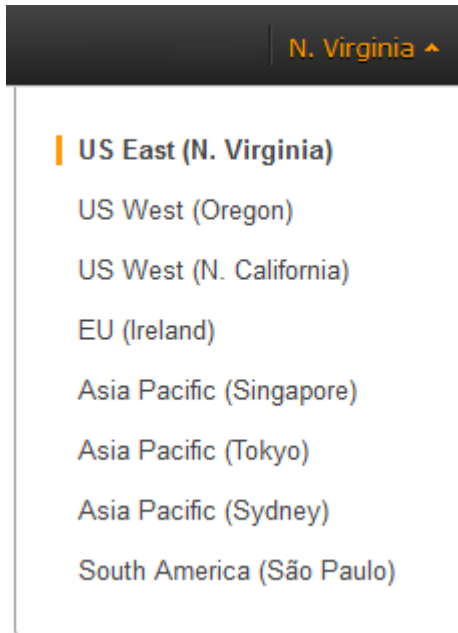 N. Virginia
US East (N. Virginia)
US West (Oregon)
US West (N. California)
EU (Ireland)
Asia Pacific (Singapore)
Asia Pacific (Tokyo)
Asia Pacific (Sydney)
South America (São Paulo)